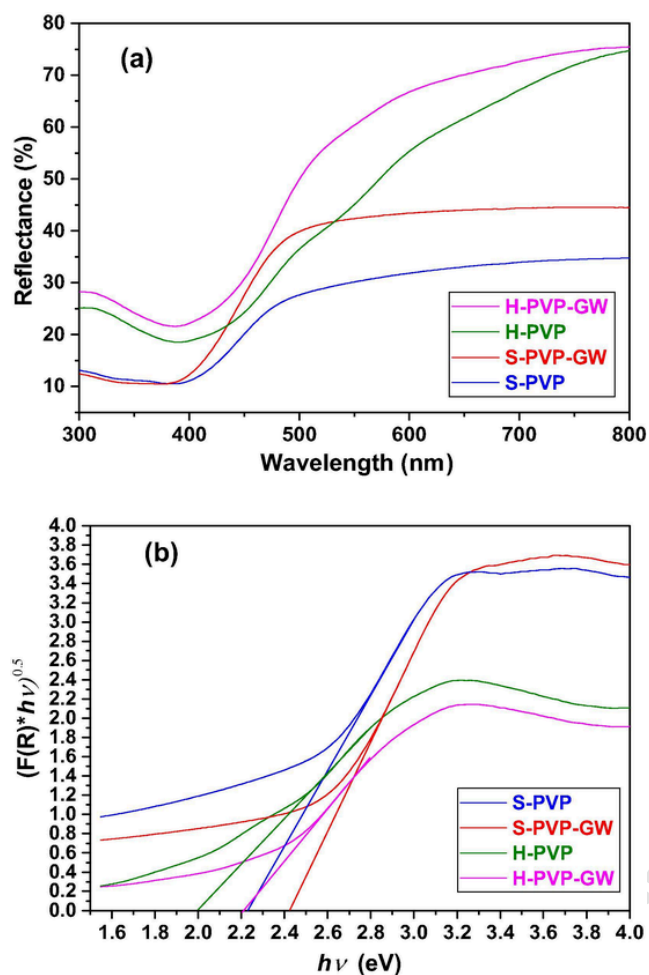 (a)
Reflectance (%)
80
70
60
50
40
30
20
10
H-PVP-GW
H-PVP
S-PVP-GW
S-PVP
300 400 500 600 700 800
Wavelength (nm)
(b)
(F(R)*hν)^0.5
4.0
3.8
3.6
3.4
3.2
3.0
2.8
2.6
2.4
2.2
2.0
1.8
1.6
1.4
1.2
1.0
0.8
0.6
0.4
0.2
0.0
S-PVP
S-PVP-GW
H-PVP
H-PVP-GW
1.6 1.8 2.0 2.2 2.4 2.6 2.8 3.0 3.2 3.4 3.6 3.8 4.0
hν (eV)